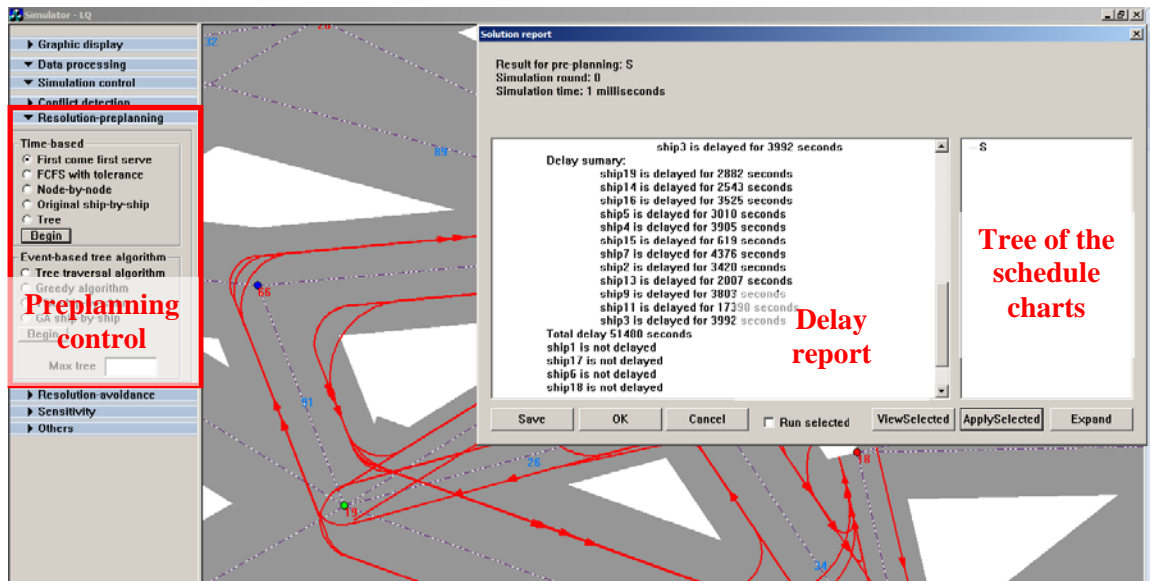 Simulator - LQ
Graphic display
Data processing
Simulation control
Conflict detection
Resolution-preplanning
Time-based
First come first serve
FCFS with tolerance
Node-by-node
Original ship-by-ship
Tree
Begin
Event-based tree algorithm
Tree traversal algorithm
Greedy algorithm
GA ship-by-ship
Begin
Max tree
Preplanning
control
Resolution-avoidance
Sensitivity
Others
Solution report
Result for pre-planning: S
Simulation round: 0
Simulation time: 1 milliseconds
ship3 is delayed for 3992 seconds
Delay sumary:
ship19 is delayed for 2882 seconds
ship14 is delayed for 2543 seconds
ship16 is delayed for 3525 seconds
ship5 is delayed for 3010 seconds
ship4 is delayed for 3905 seconds
ship15 is delayed for 619 seconds
ship7 is delayed for 4376 seconds
ship2 is delayed for 3420 seconds
ship13 is delayed for 2007 seconds
ship9 is delayed for 3803 seconds
ship11 is delayed for 17398 seconds
ship3 is delayed for 3992 seconds
Total delay 51480 seconds
ship1 is not delayed
ship17 is not delayed
ship6 is not delayed
ship18 is not delayed
Delay
report
S
Tree of the
schedule
charts
Save
OK
Cancel
Run selected
ViewSelected
ApplySelected
Expand
32
89
66
26
18
19
34